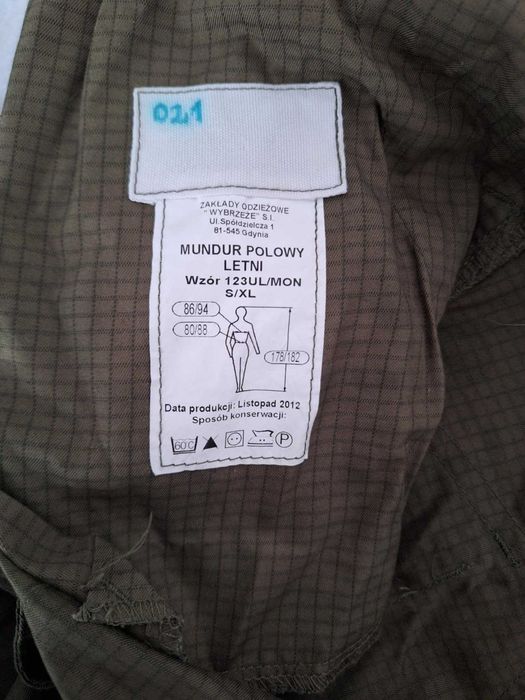 021
ZAKŁADY ODZIEŻOWE
"WYBRZEŻE" S.I.
Ul.Spółdzielcza 1
81-545 Gdynia
MUNDUR POLOWY
LETNI
Wzór 123UL/MON
S/XL
86/94
80/88
178/182
Data produkcji: Listopad 2012
Sposób konserwacji:
60C P